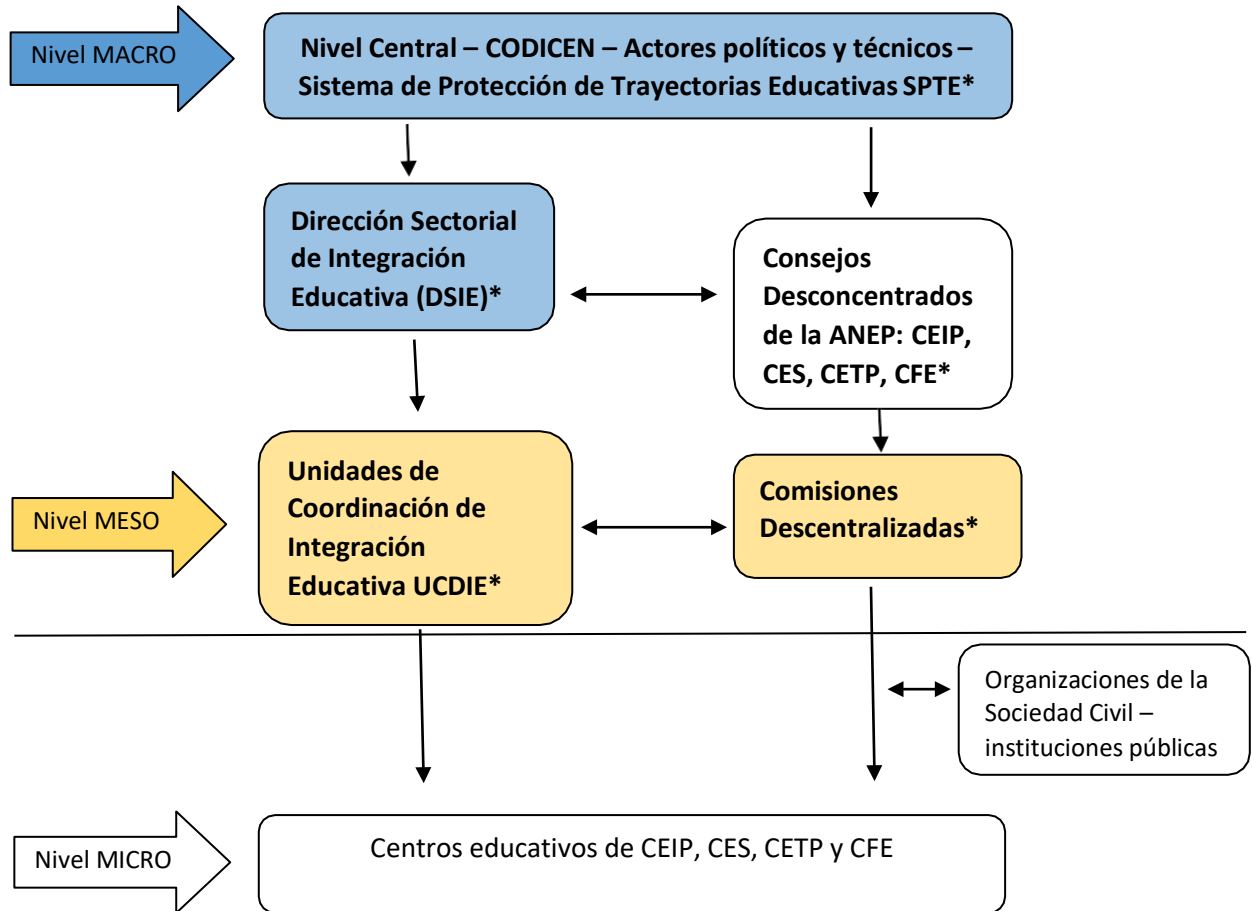 Nivel MACRO
Nivel Central – CODICEN – Actores políticos y técnicos –
Sistema de Protección de Trayectorias Educativas SPTE*
Dirección Sectorial
de Integración
Educativa (DSIE)*
Consejos
Desconcentrados
de la ANEP: CEIP,
CES, CETP, CFE*
Nivel MESO
Unidades de
Coordinación de
Integración
Educativa UCDIE*
Comisiones
Descentralizadas*
Organizaciones de la
Sociedad Civil –
instituciones públicas
Nivel MICRO
Centros educativos de CEIP, CES, CETP y CFE